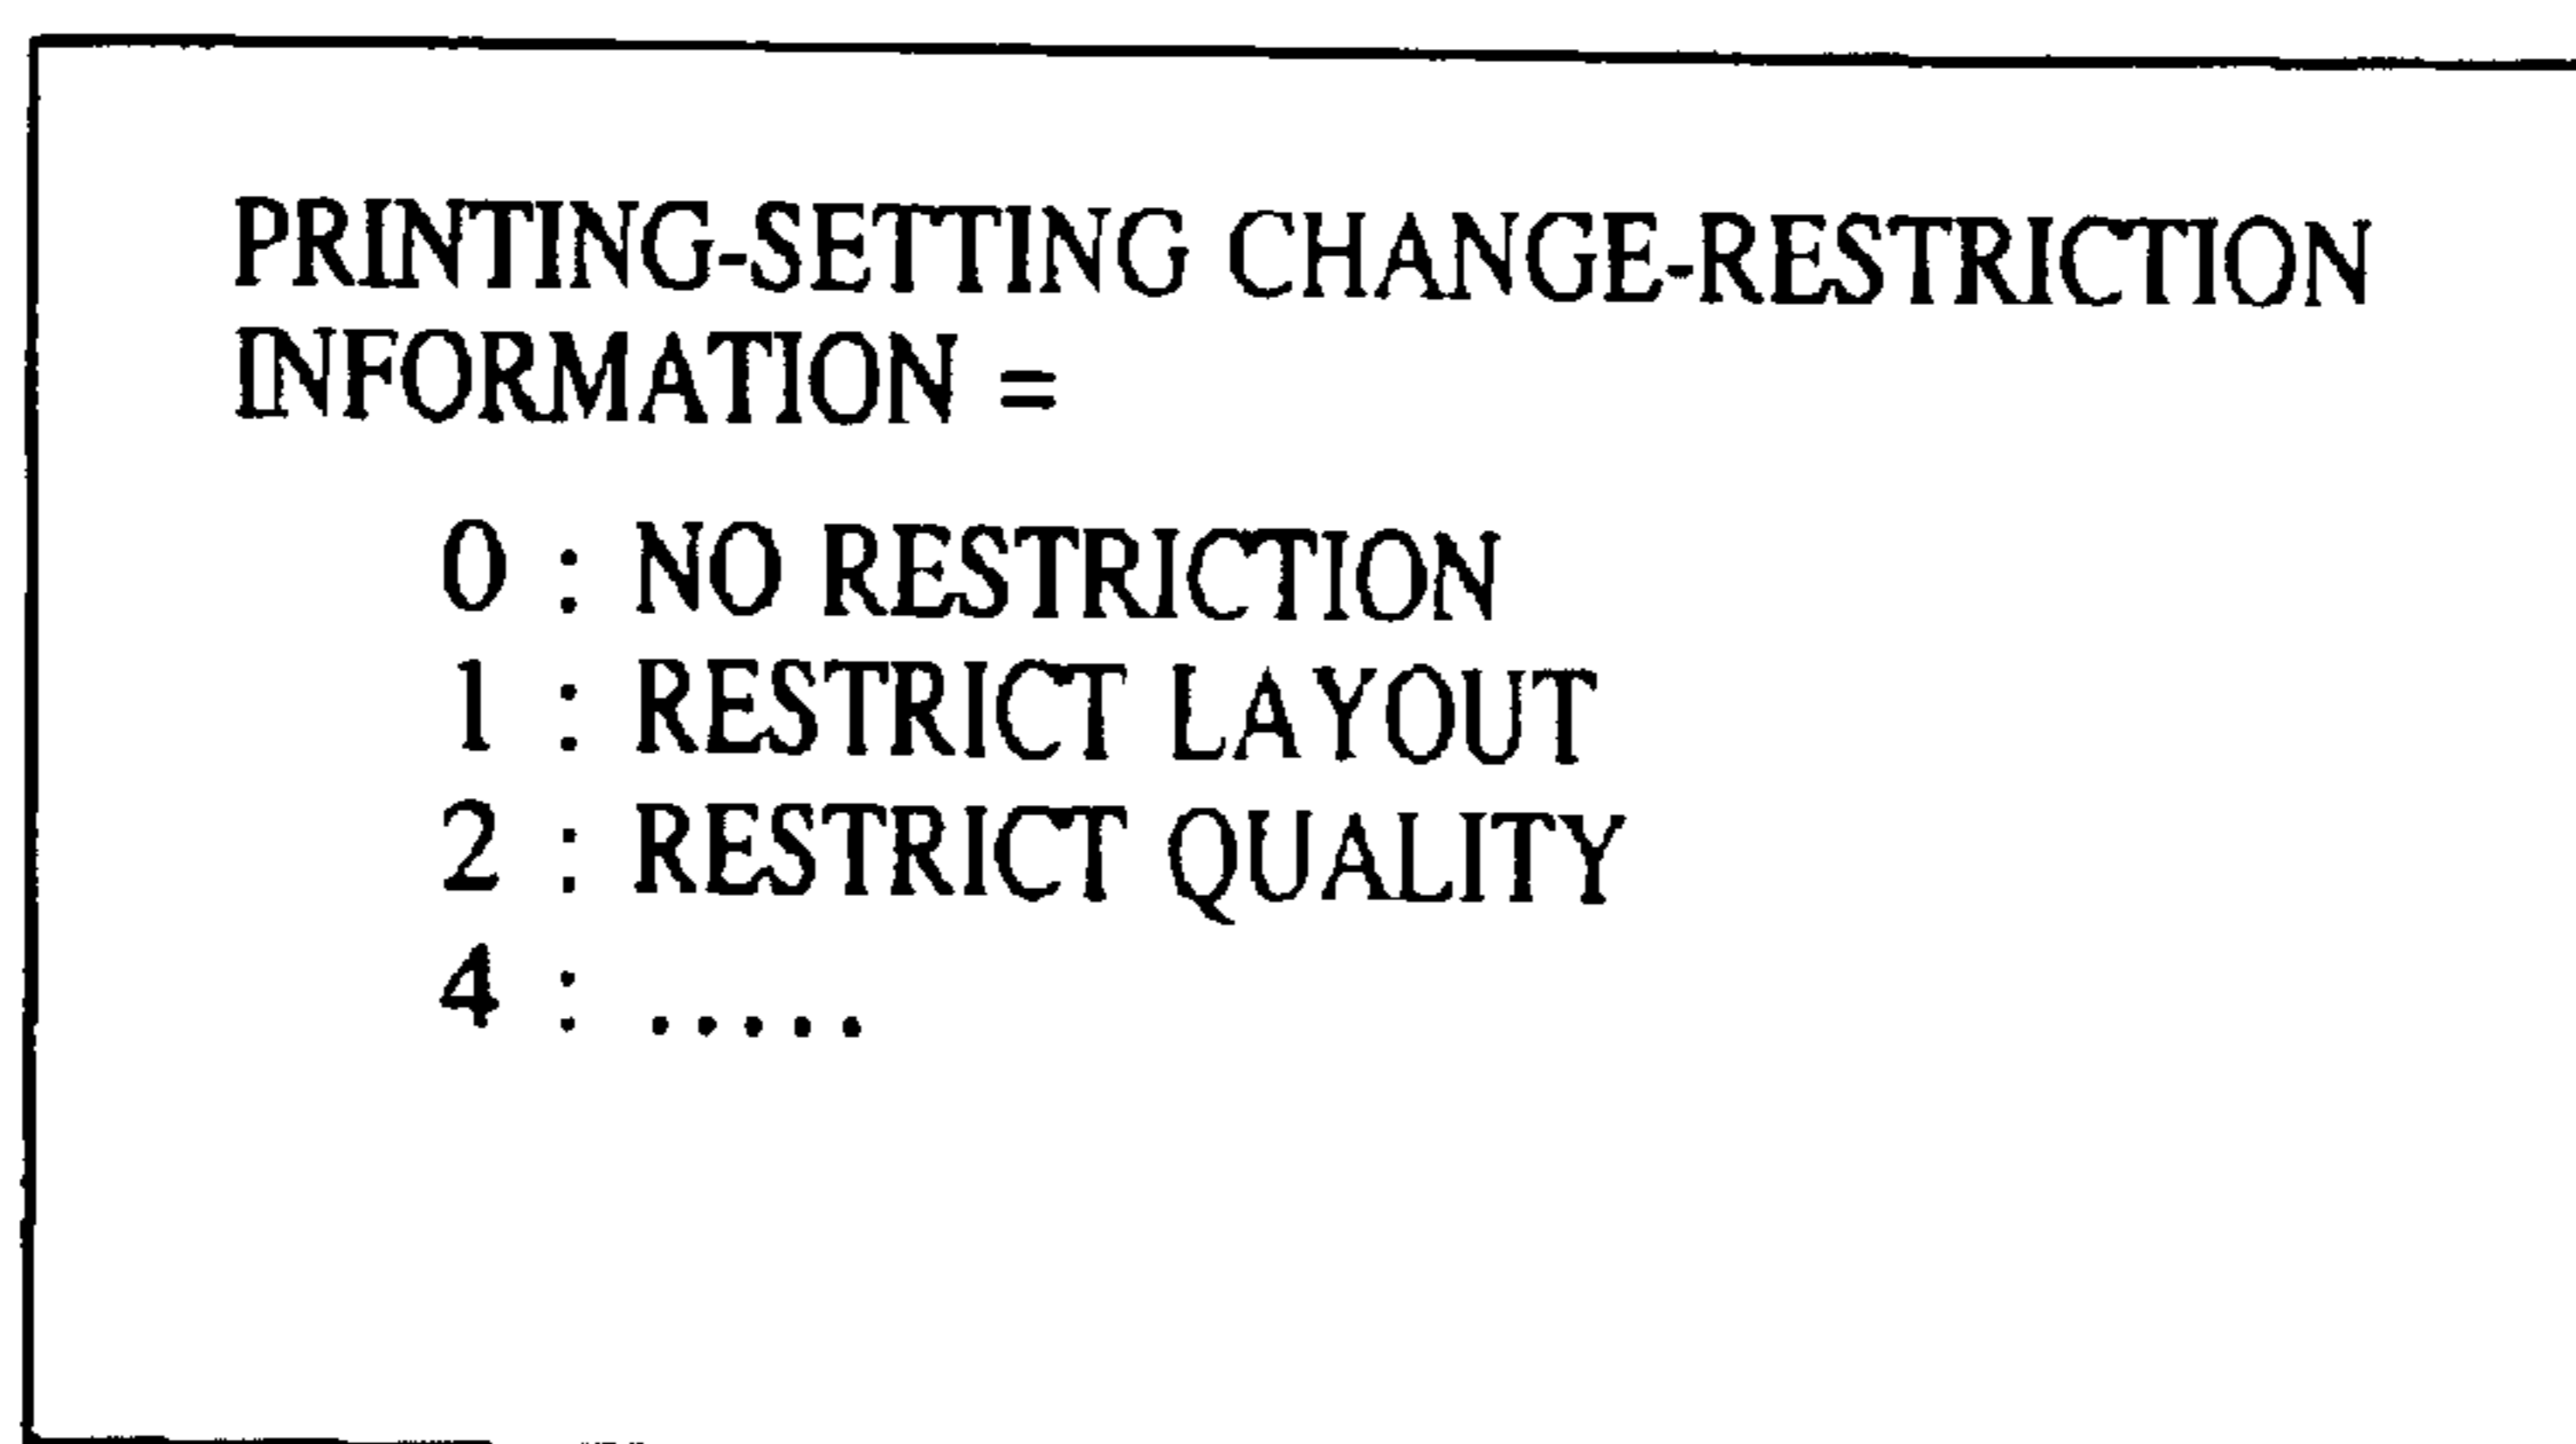 PRINTING-SETTING CHANGE-RESTRICTION
INFORMATION =
0 : NO RESTRICTION
1 : RESTRICT LAYOUT
2 : RESTRICT QUALITY
4 : .....